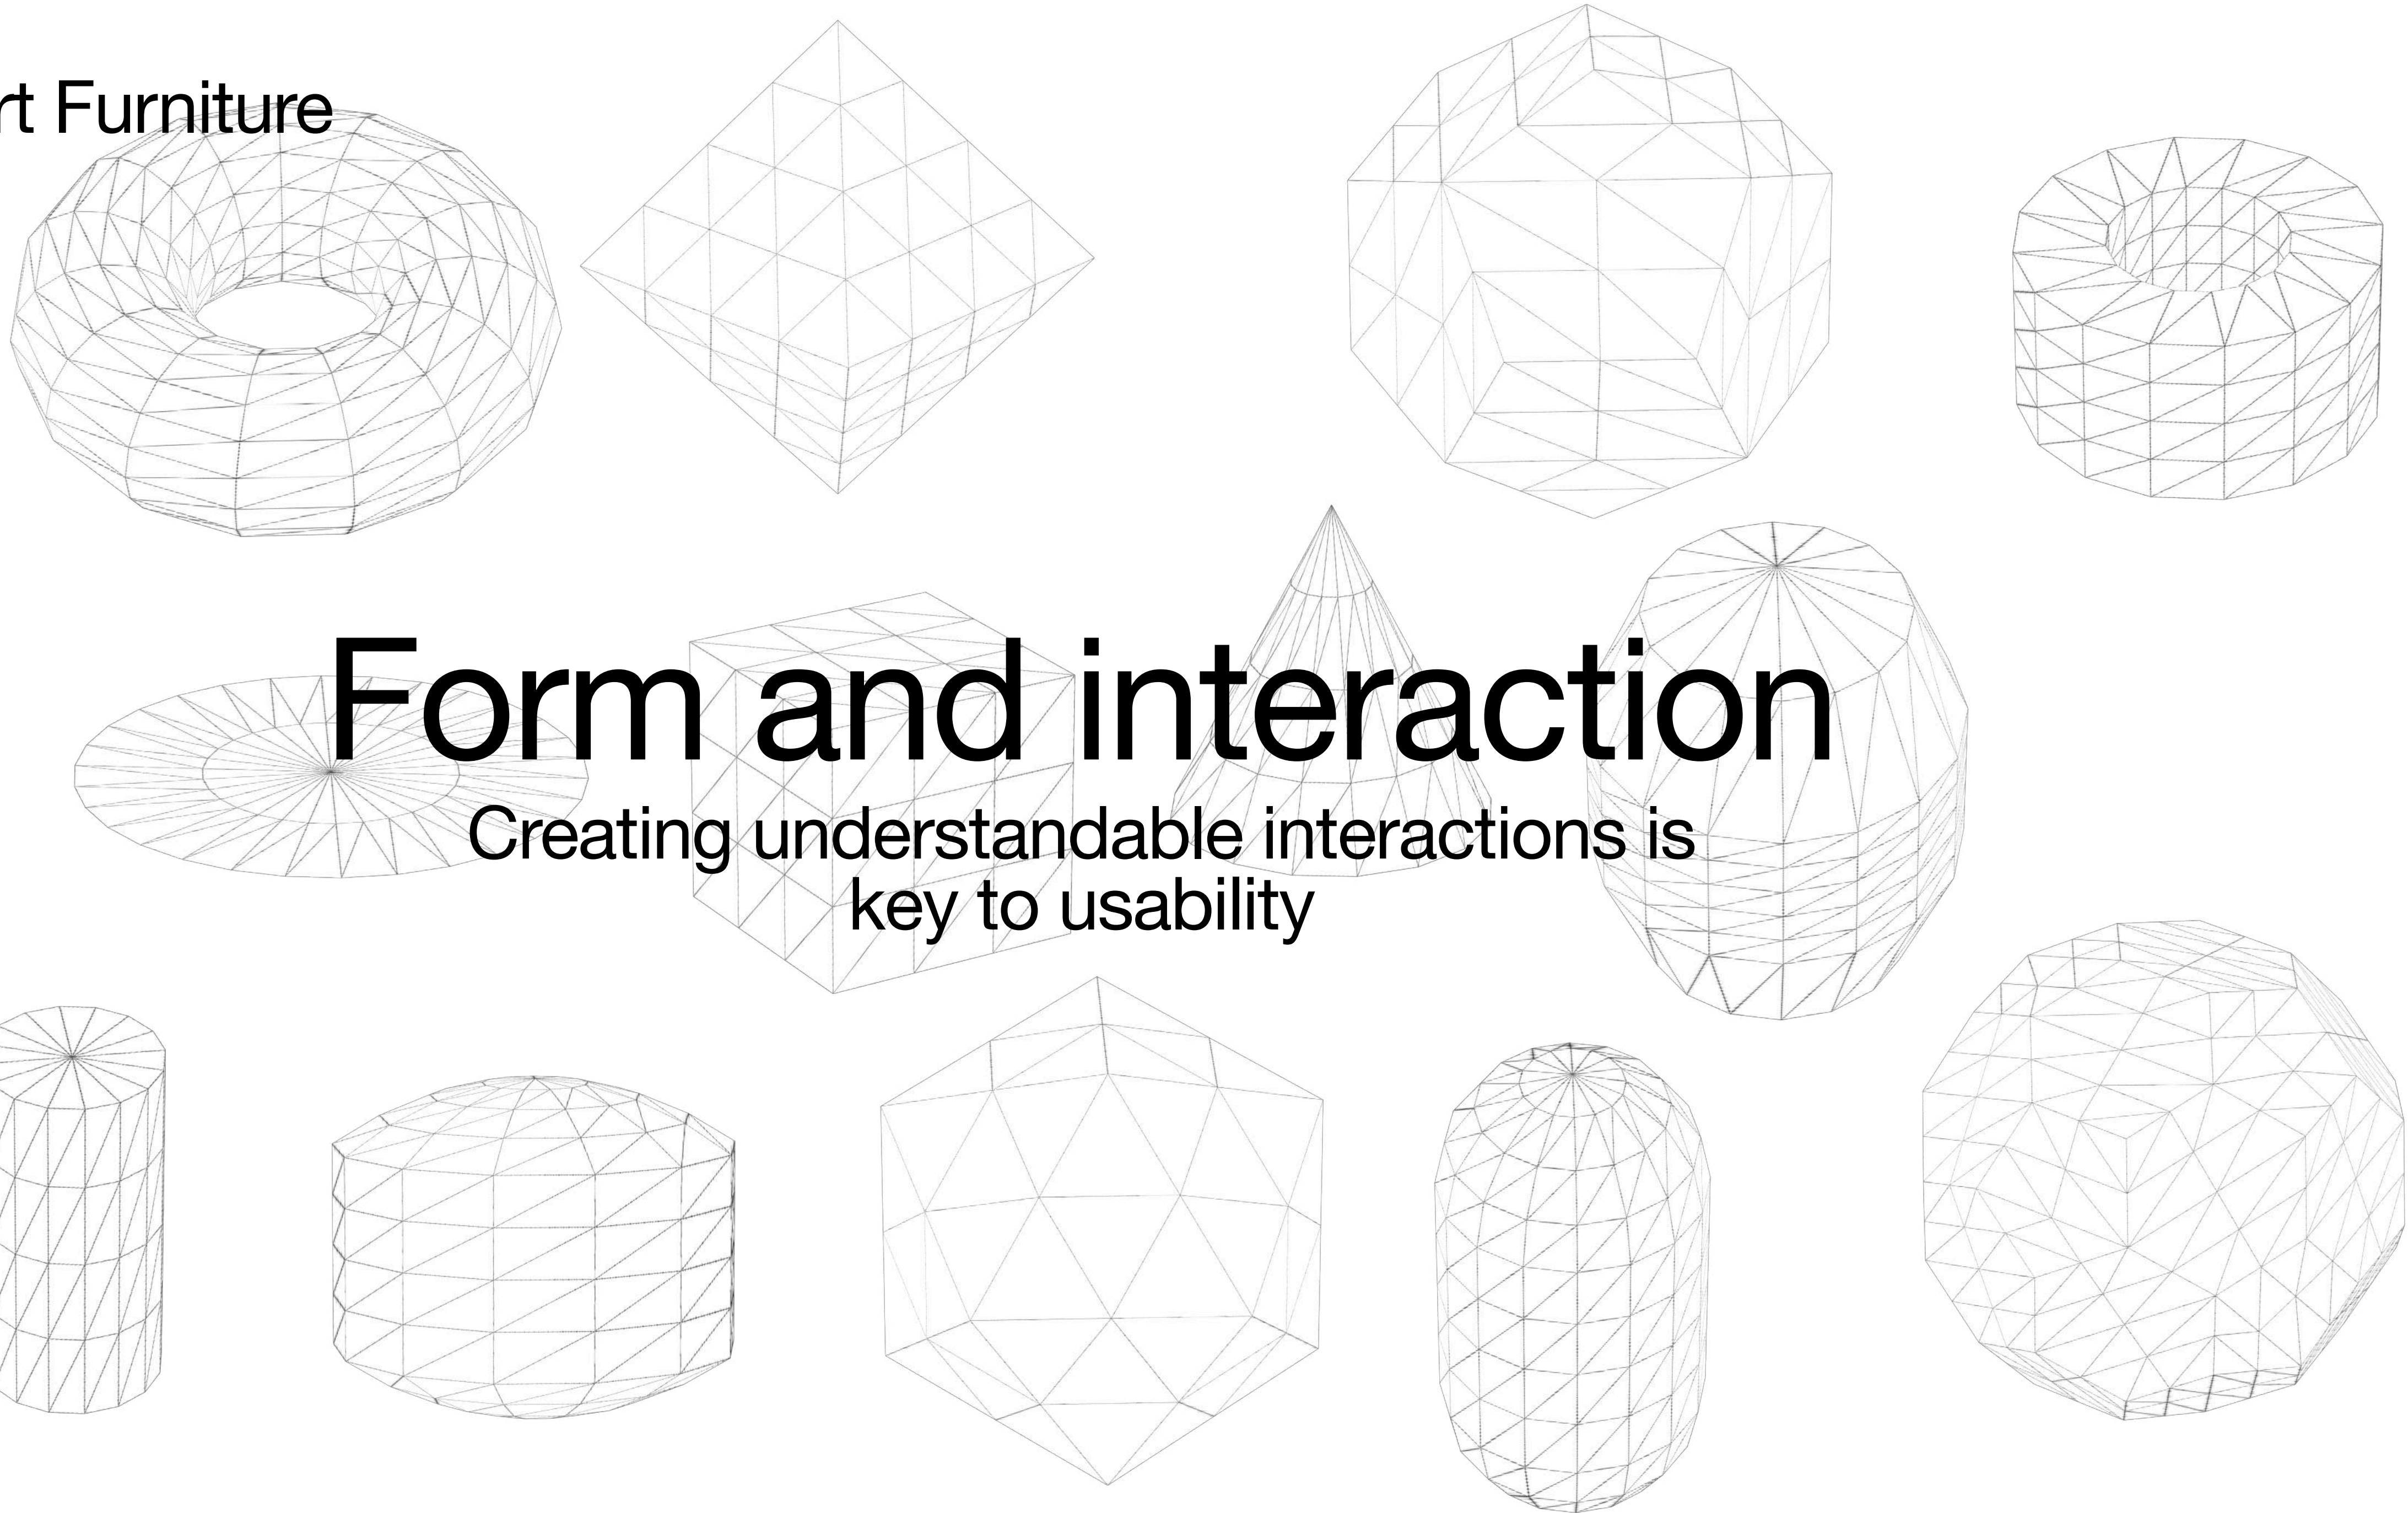 rt Furniture
Form and interaction
Creating understandable interactions is
key to usability